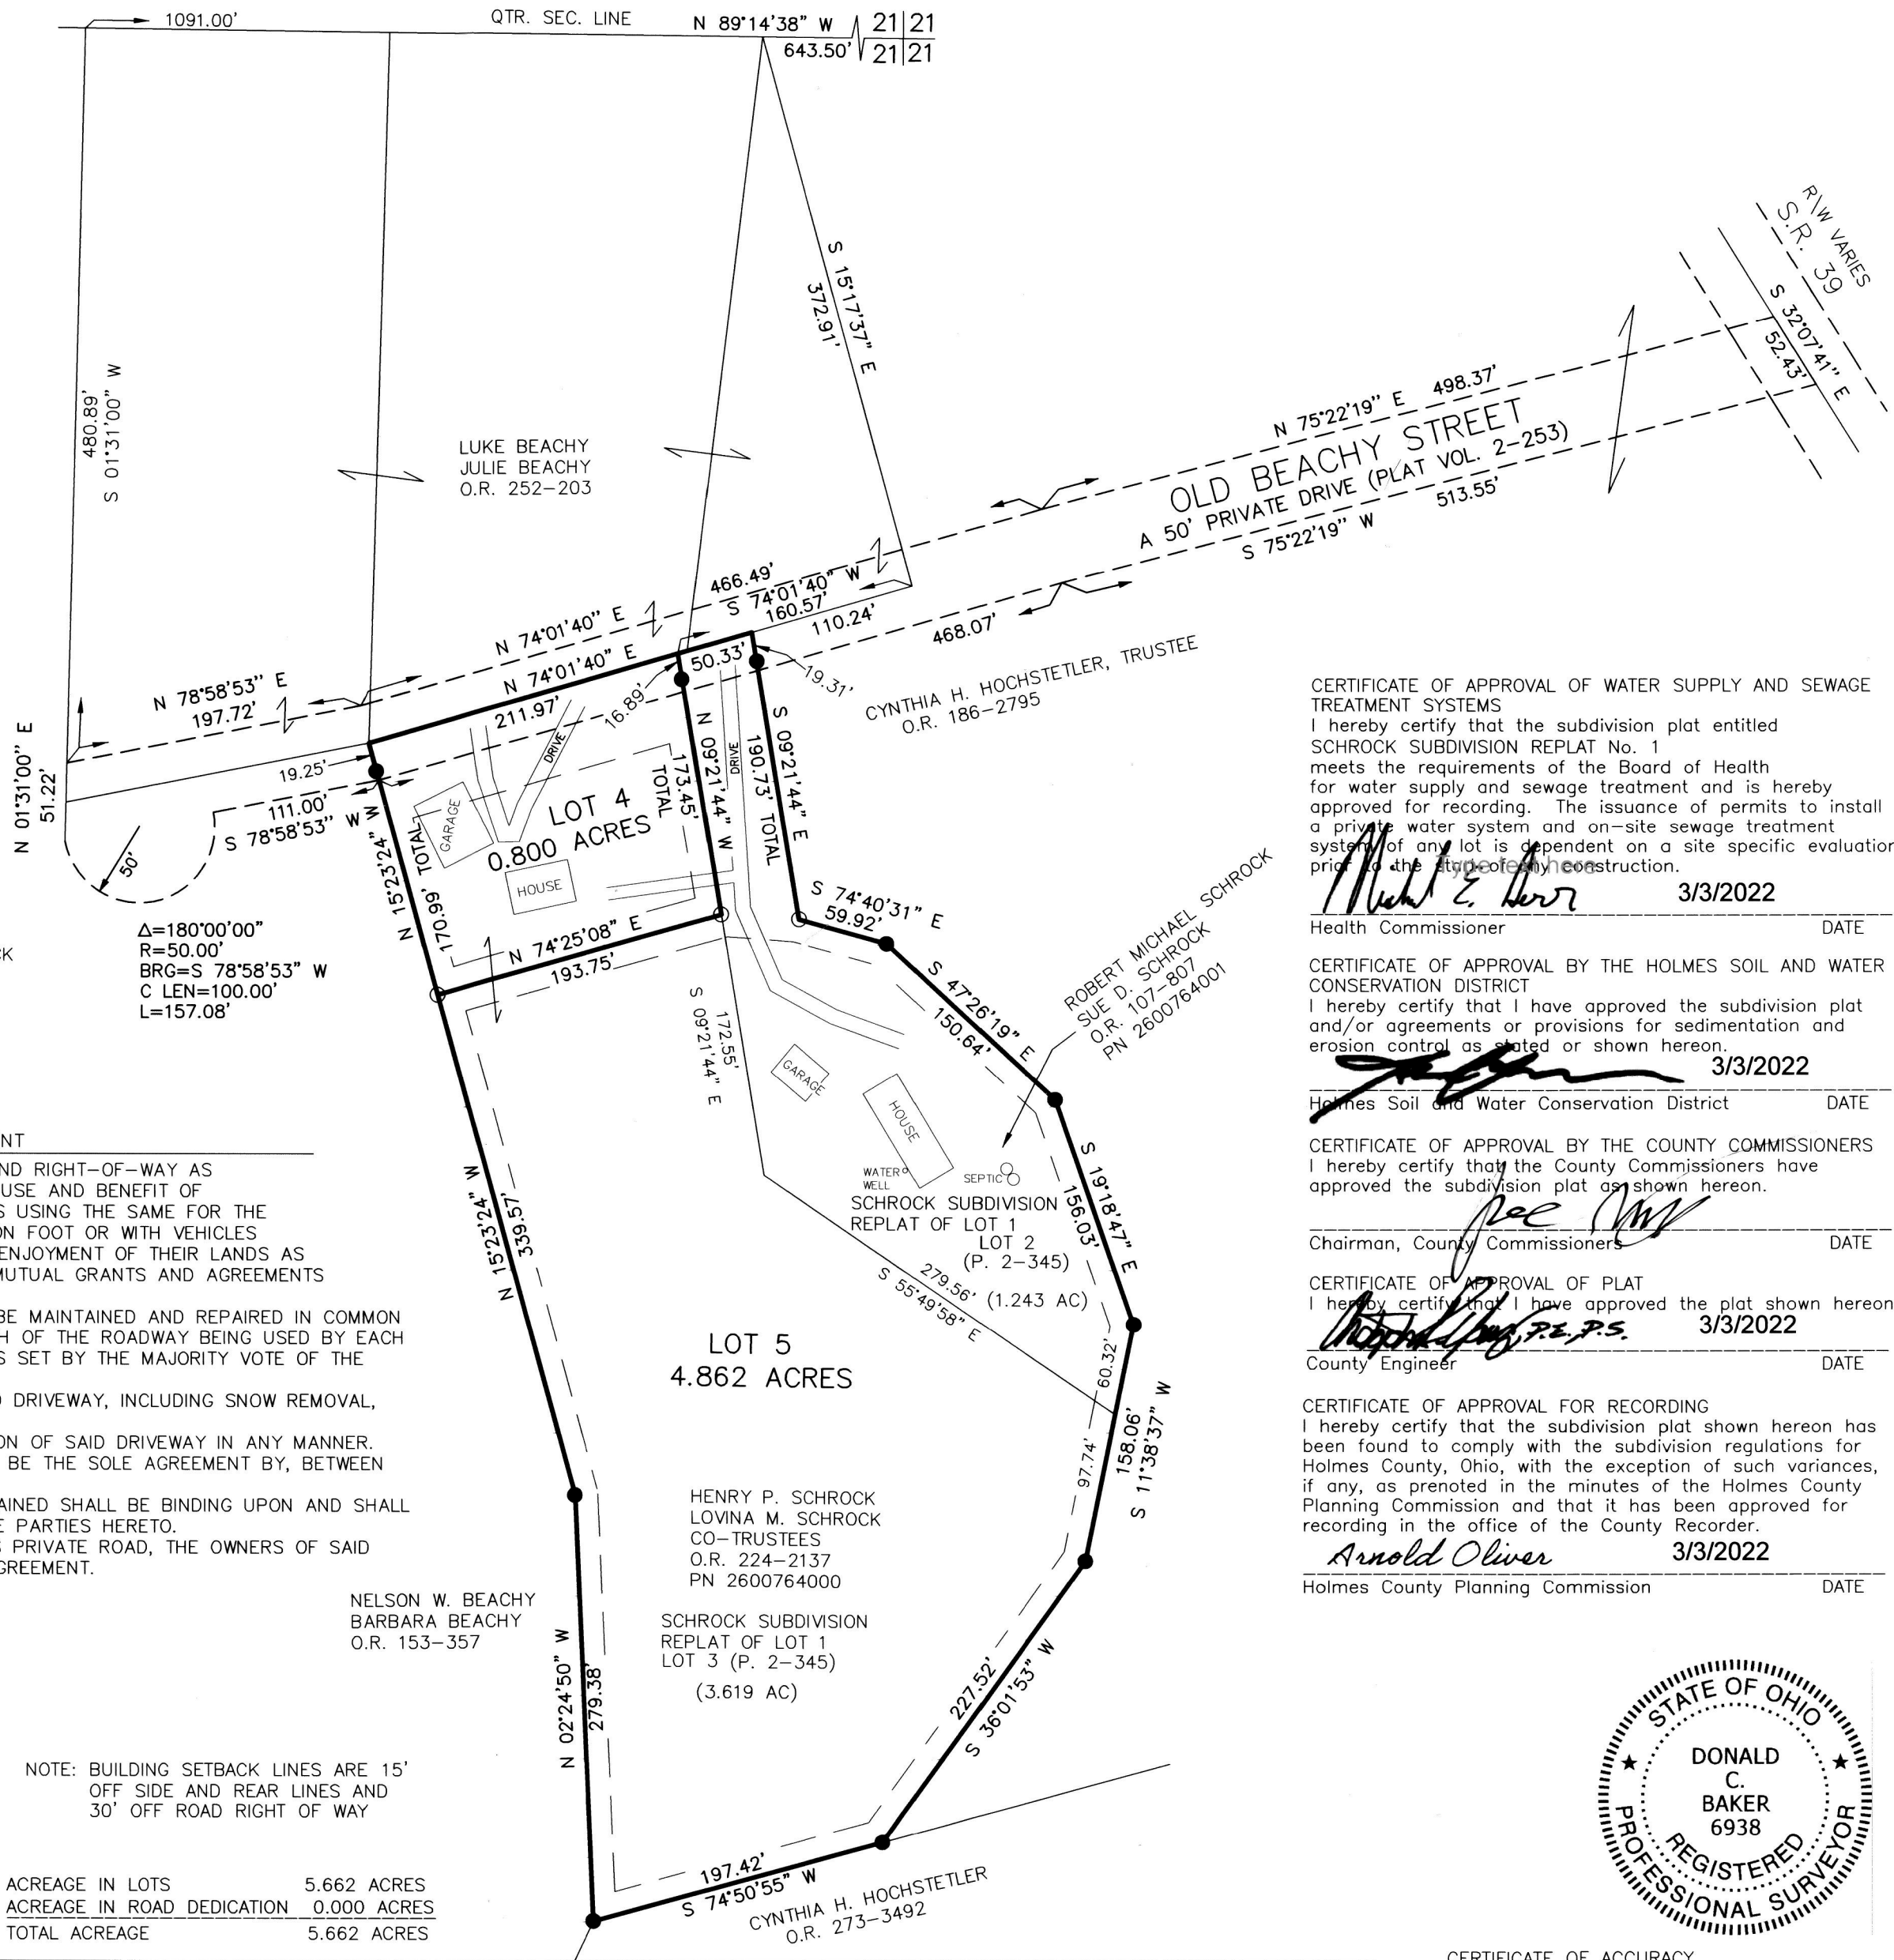 1091.00'
QTR. SEC. LINE
N 89°14'38" W
21|21
643.50'
21|21
480.89'
S 01°31'00" W
LUKE BEACHY
JULIE BEACHY
O.R. 252-203
S 15°17'37" E
372.91'
R\W VARIES
S.R. 39
S 32°07'41" E
52.43'
N 75°22'19" E 498.37'
OLD BEACHY STREET
A 50' PRIVATE DRIVE (PLAT VOL. 2-253)
S 75°22'19" W 513.55'
466.49'
S 74°01'40" W
160.57'
110.24'
468.07'
N 74°01'40" E
N 74°01'40" E
211.97'
50.33'
16.89'
19.31'
CYNTHIA H. HOCHSTETLER, TRUSTEE
O.R. 186-2795
N 78°58'53" E
197.72'
N 01°31'00" E
51.22'
19.25'
111.00'
S 78°58'53" W
50'
Δ=180°00'00"
R=50.00'
BRG=S 78°58'53" W
C LEN=100.00'
L=157.08'
CK
N 15°23'24" W
170.99' TOTAL
GARAGE
DRIVE
LOT 4
0.800 ACRES
HOUSE
173.45'
TOTAL
N 09°21'44" W
DRIVE
190.73' TOTAL
S 09°21'44" E
N 74°25'08" E
193.75'
S 74°40'31" E
59.92'
S 47°26'19" E
150.64'
ROBERT MICHAEL SCHROCK
SUE D. SCHROCK
O.R. 107-807
PN 2600764001
172.55'
S 09°21'44" E
GARAGE
HOUSE
WATER
WELL
SEPTIC
SCHROCK SUBDIVISION
REPLAT OF LOT 1
LOT 2
(P. 2-345)
(1.243 AC)
S 19°18'47" E
156.03'
279.56'
S 55°49'58" E
N 15°23'24" W
339.57'
LOT 5
4.862 ACRES
60.32'
97.74'
158.06'
S 11°38'37" W
HENRY P. SCHROCK
LOVINA M. SCHROCK
CO-TRUSTEES
O.R. 224-2137
PN 2600764000
SCHROCK SUBDIVISION
REPLAT OF LOT 1
LOT 3 (P. 2-345)
(3.619 AC)
227.52'
S 36°01'53" W
N 02°24'50" W
279.38'
197.42'
S 74°50'55" W
CYNTHIA H. HOCHSTETLER
O.R. 273-3492
NELSON W. BEACHY
BARBARA BEACHY
O.R. 153-357
NT
ND RIGHT-OF-WAY AS
USE AND BENEFIT OF
S USING THE SAME FOR THE
ON FOOT OR WITH VEHICLES
ENJOYMENT OF THEIR LANDS AS
MUTUAL GRANTS AND AGREEMENTS
BE MAINTAINED AND REPAIRED IN COMMON
H OF THE ROADWAY BEING USED BY EACH
S SET BY THE MAJORITY VOTE OF THE
D DRIVEWAY, INCLUDING SNOW REMOVAL,
ON OF SAID DRIVEWAY IN ANY MANNER.
BE THE SOLE AGREEMENT BY, BETWEEN
AINED SHALL BE BINDING UPON AND SHALL
E PARTIES HERETO.
S PRIVATE ROAD, THE OWNERS OF SAID
GREEMENT.
NOTE: BUILDING SETBACK LINES ARE 15'
OFF SIDE AND REAR LINES AND
30' OFF ROAD RIGHT OF WAY
ACREAGE IN LOTS 5.662 ACRES
ACREAGE IN ROAD DEDICATION 0.000 ACRES
TOTAL ACREAGE 5.662 ACRES
CERTIFICATE OF APPROVAL OF WATER SUPPLY AND SEWAGE
TREATMENT SYSTEMS
I hereby certify that the subdivision plat entitled
SCHROCK SUBDIVISION REPLAT No. 1
meets the requirements of the Board of Health
for water supply and sewage treatment and is hereby
approved for recording. The issuance of permits to install
a private water system and on-site sewage treatment
system of any lot is dependent on a site specific evaluation
prior to the of any construction.
Type text here
3/3/2022
Health Commissioner DATE
CERTIFICATE OF APPROVAL BY THE HOLMES SOIL AND WATER
CONSERVATION DISTRICT
I hereby certify that I have approved the subdivision plat
and/or agreements or provisions for sedimentation and
erosion control as stated or shown hereon.
3/3/2022
Holmes Soil and Water Conservation District DATE
CERTIFICATE OF APPROVAL BY THE COUNTY COMMISSIONERS
I hereby certify that the County Commissioners have
approved the subdivision plat as shown hereon.
Chairman, County Commissioners DATE
CERTIFICATE OF APPROVAL OF PLAT
I hereby certify that I have approved the plat shown hereon
P.E., P.S. 3/3/2022
County Engineer DATE
CERTIFICATE OF APPROVAL FOR RECORDING
I hereby certify that the subdivision plat shown hereon has
been found to comply with the subdivision regulations for
Holmes County, Ohio, with the exception of such variances,
if any, as prenoted in the minutes of the Holmes County
Planning Commission and that it has been approved for
recording in the office of the County Recorder.
Arnold Oliver 3/3/2022
Holmes County Planning Commission DATE
STATE OF OHIO
DONALD
C.
BAKER
6938
REGISTERED
PROFESSIONAL SURVEYOR
CERTIFICATE OF ACCURACY